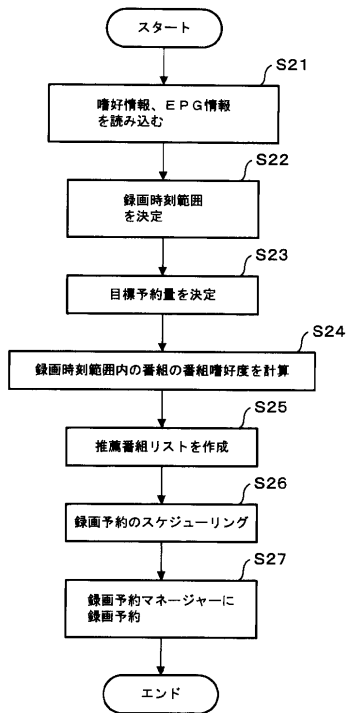 スタート
S21
嗜好情報、EPG情報
を読み込む
S22
録画時刻範囲
を決定
S23
目標予約量を決定
S24
録画時刻範囲内の番組の番組嗜好度を計算
S25
推薦番組リストを作成
S26
録画予約のスケジューリング
S27
録画予約マネージャーに
録画予約
エンド